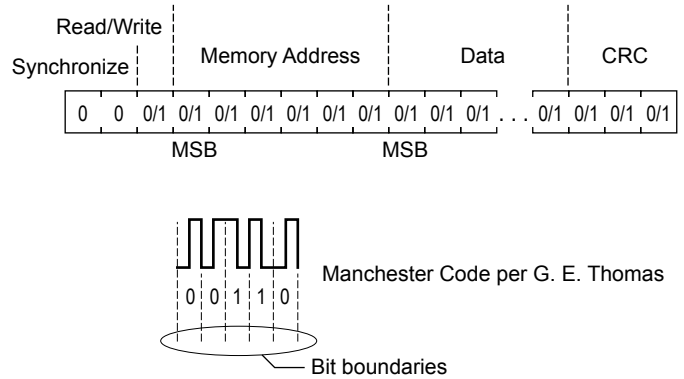 Read/Write
Memory Address Data CRC
Synchronize
0 0 0/1 0/1 0/1 0/1 0/1 0/1 0/1 0/1 0/1 0/1 . . . 0/1 0/1 0/1 0/1
MSB MSB
Manchester Code per G. E. Thomas
0 0 1 1 0
Bit boundaries